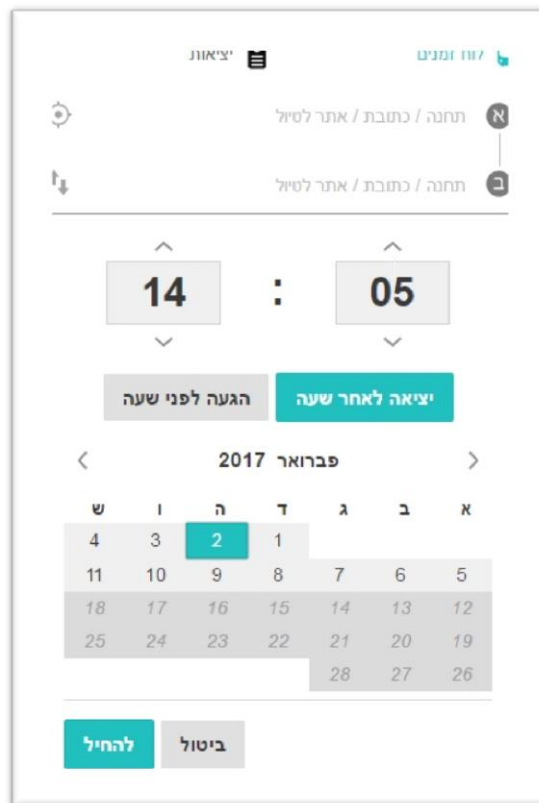 לוח זמנים יציאות
א תחנה / כתובת / אתר לטיול
ב תחנה / כתובת / אתר לטיול
14 : 05
יציאה לאחר שעה הגעה לפני שעה
פברואר 2017
א ב ג ד ה ו ש
1 2 3 4
5 6 7 8 9 10 11
12 13 14 15 16 17 18
19 20 21 22 23 24 25
26 27 28
ביטול להחיל